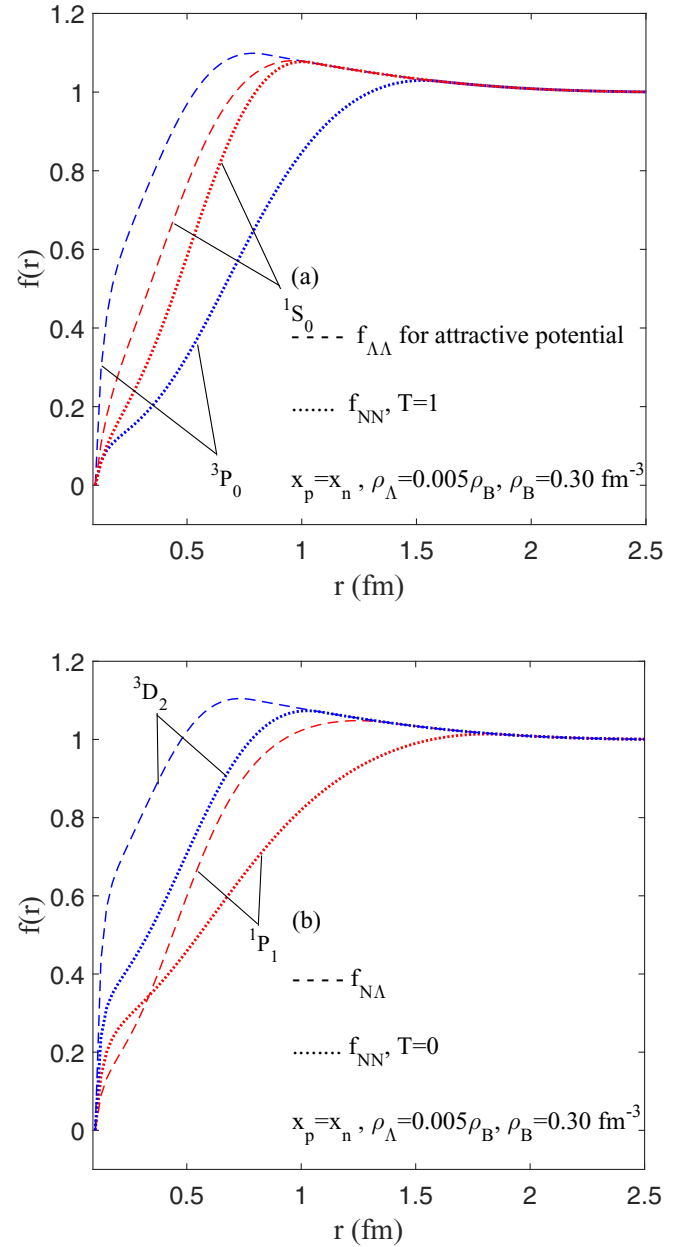 1.2
1
0.8
0.6
0.4
0.2
0
f(r)
(a)
¹S₀
f_ΛΛ for attractive potential
f_NN, T=1
³P₀
x_p=x_n , ρ_Λ=0.005ρ_B, ρ_B=0.30 fm⁻³
0.5 1 1.5 2 2.5
r (fm)
1.2
³D₂
1
0.8
0.6
0.4
0.2
0
f(r)
(b)
¹P₁
f_NΛ
f_NN, T=0
x_p=x_n , ρ_Λ=0.005ρ_B, ρ_B=0.30 fm⁻³
0.5 1 1.5 2 2.5
r (fm)